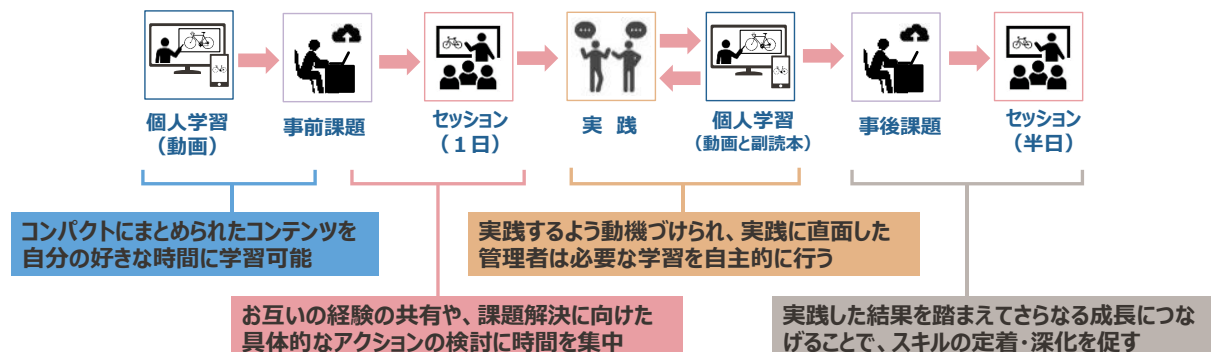 個人学習
（動画）
事前課題
セッション
（１日）
実 践
個人学習
（動画と副読本）
事後課題
セッション
（半日）
コンパクトにまとめられたコンテンツを
自分の好きな時間に学習可能
実践するよう動機づけられ、実践に直面した
管理者は必要な学習を自主的に行う
お互いの経験の共有や、課題解決に向けた
具体的なアクションの検討に時間を集中
実践した結果を踏まえてさらなる成長につな
げることで、スキルの定着・深化を促す